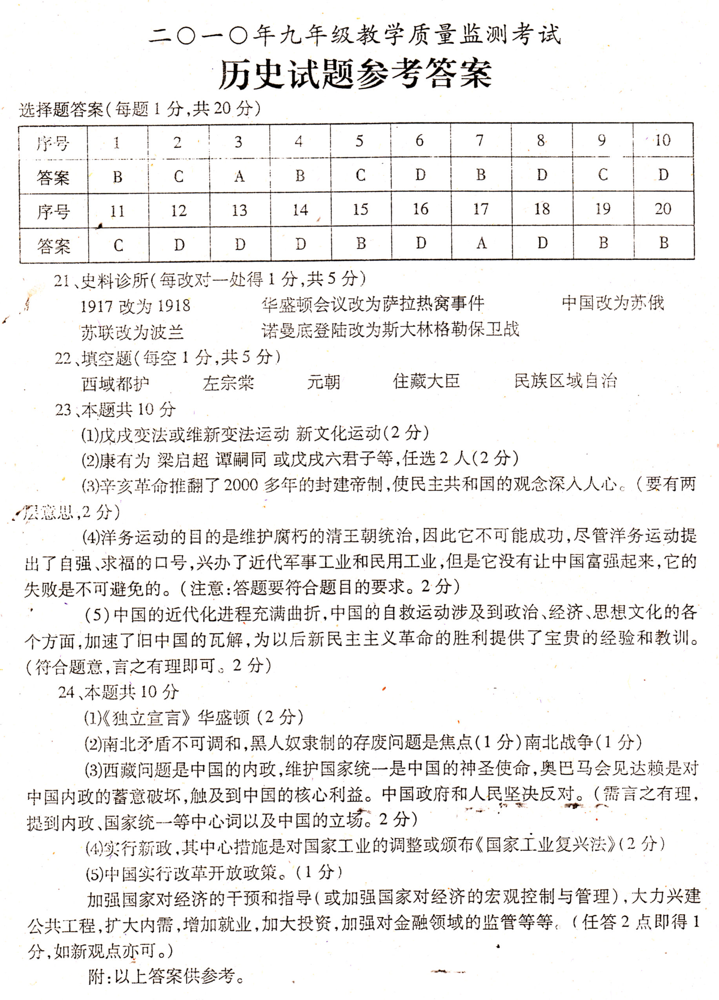 二〇一〇年九年级教学质量监测考试
历史试题参考答案
选择题答案(每题1分,共20分)
序号 1 2 3 4 5 6 7 8 9 10
答案 B C A B C D B D C D
序号 11 12 13 14 15 16 17 18 19 20
答案 C D D D B D A D B B
21、史料诊所(每改对一处得1分,共5分)
1917改为1918 华盛顿会议改为萨拉热窝事件 中国改为苏俄
苏联改为波兰 诺曼底登陆改为斯大林格勒保卫战
22、填空题(每空1分,共5分)
西域都护 左宗棠 元朝 住藏大臣 民族区域自治
23、本题共10分
(1)戊戌变法或维新变法运动 新文化运动(2分)
(2)康有为 梁启超 谭嗣同 或戊戌六君子等,任选2人(2分)
(3)辛亥革命推翻了2000多年的封建帝制,使民主共和国的观念深入人心。(要有两
层意思,2分)
(4)洋务运动的目的是维护腐朽的清王朝统治,因此它不可能成功,尽管洋务运动提
出了自强、求福的口号,兴办了近代军事工业和民用工业,但是它没有让中国富强起来,它的
失败是不可避免的。(注意:答题要符合题目的要求。2分)
(5)中国的近代化进程充满曲折,中国的自救运动涉及到政治、经济、思想文化的各
个方面,加速了旧中国的瓦解,为以后新民主主义革命的胜利提供了宝贵的经验和教训。
(符合题意,言之有理即可。2分)
24、本题共10分
(1)《独立宣言》华盛顿(2分)
(2)南北矛盾不可调和,黑人奴隶制的存废问题是焦点(1分)南北战争(1分)
(3)西藏问题是中国的内政,维护国家统一是中国的神圣使命,奥巴马会见达赖是对
中国内政的蓄意破坏,触及到中国的核心利益。中国政府和人民坚决反对。(需言之有理,
提到内政、国家统一等中心词以及中国的立场。2分)
(4)实行新政,其中心措施是对国家工业的调整或颁布《国家工业复兴法》(2分)
(5)中国实行改革开放政策。(1分)
加强国家对经济的干预和指导(或加强国家对经济的宏观控制与管理),大力兴建
公共工程,扩大内需,增加就业,加大投资,加强对金融领域的监管等等。(任答2点即得1
分,如新观点亦可。)
附:以上答案供参考。